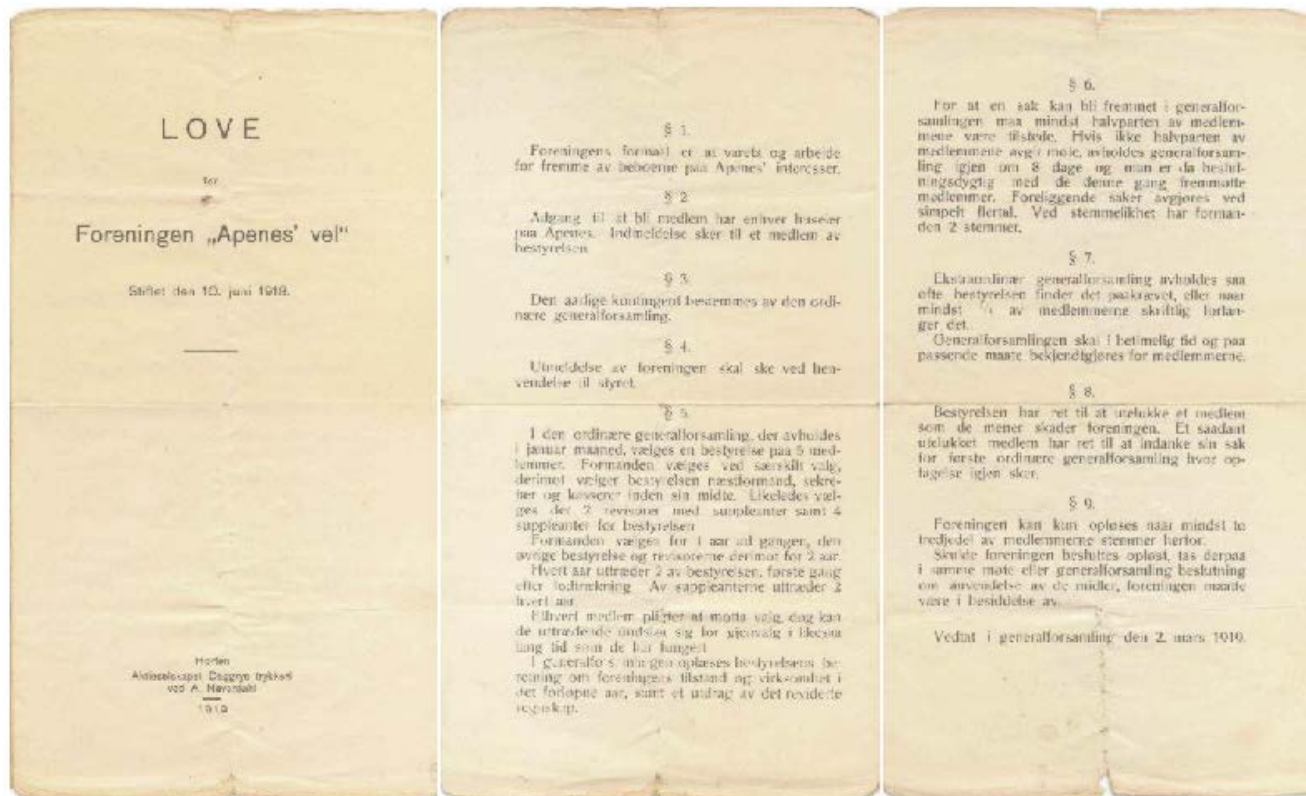 LOVE
for
Foreningen „Apenes' vel"
Stiftet den 10. juni 1918.
Horten
Aktieselskapet Daggrys trykkeri
ved A.
1919
§ 1.
Foreningens formaal er at vareta og arbeide
for fremme av beboerne paa Apenes' interesser.
§ 2
Adgang til at bli medlem har enhver huseier
paa Apenes. Indmeldelse sker til et medlem av
bestyrelsen
§ 3.
Den aarlige kontingent bestemmes av den ordi-
nære generalforsamling.
§ 4.
Utmeldelse av foreningen skal ske ved hen-
vendelse til styret.
§ 5.
I den ordinære generalforsamling, der avholdes
i januar maaned, vælges en bestyrelse paa 5 med-
lemmer. Formanden vælges ved særskilt valg,
derimot vælger bestyrelsen næstformand, sekre-
tær og kasserer inden sin midte. Likeledes væl-
ges der 2 revisorer med suppleanter samt 4
suppleanter for bestyrelsen
Formanden vælges for 1 aar ad gangen, den
øvrige bestyrelse og revisorerne derimot for 2 aar.
Hvert aar uttræder 2 av bestyrelsen, første gang
efter lodtrækning. Av suppleanterne uttræder 2
hvert aar.
Ethvert medlem pligter at motta valg, dog kan
de uttrædende undslaa sig for gjenvalg i likesaa
lang tid som de har fungert
I generalforsamlingen oplæses bestyrelsens be-
retning om foreningens tilstand og virksomhet i
det forløpne aar, samt et utdrag av det reviderte
regnskap.
§ 6.
For at en sak kan bli fremmet i generalfor-
samlingen maa mindst halvparten av medlem-
mene være tilstede. Hvis ikke halvparten av
medlemmene avgir møte, avholdes generalforsam-
ling igjen om 8 dage og man er da beslut-
ningsdygtig med de denne gang fremmøtte
medlemmer. Foreliggende saker avgjøres ved
simpelt flertal. Ved stemmelikhet har forman-
den 2 stemmer.
§ 7.
Ekstraordinær generalforsamling avholdes saa
ofte bestyrelsen finder det paakrævet, eller naar
mindst av medlemmerne skriftlig forlan-
ger det.
Generalforsamlingen skal i betimelig tid og paa
passende maate bekjendtgjøres for medlemmerne.
§ 8.
Bestyrelsen har ret til at utelukke et medlem
som de mener skader foreningen. Et saadant
utelukket medlem har ret til at indanke sin sak
for første ordinære generalforsamling hvor op-
tagelse igjen sker.
§ 9.
Foreningen kan kun opløses naar mindst to
tredjedel av medlemmerne stemmer herfor.
Skulde foreningen besluttes opløst, tas derpaa
i samme møte eller generalforsamling beslutning
om anvendelse av de midler, foreningen maatte
være i besiddelse av.
Vedtat i generalforsamling den 2. mars 1919.